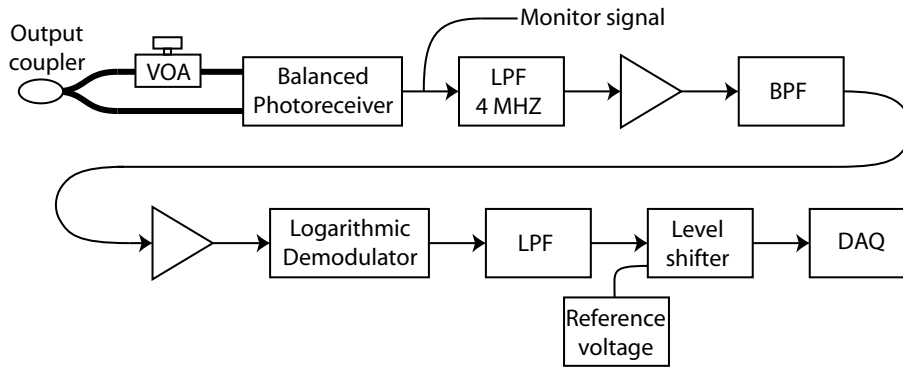 Monitor signal
Output
coupler
VOA
Balanced
Photoreceiver
LPF
4 MHZ
BPF
Logarithmic
Demodulator
LPF
Level
shifter
DAQ
Reference
voltage